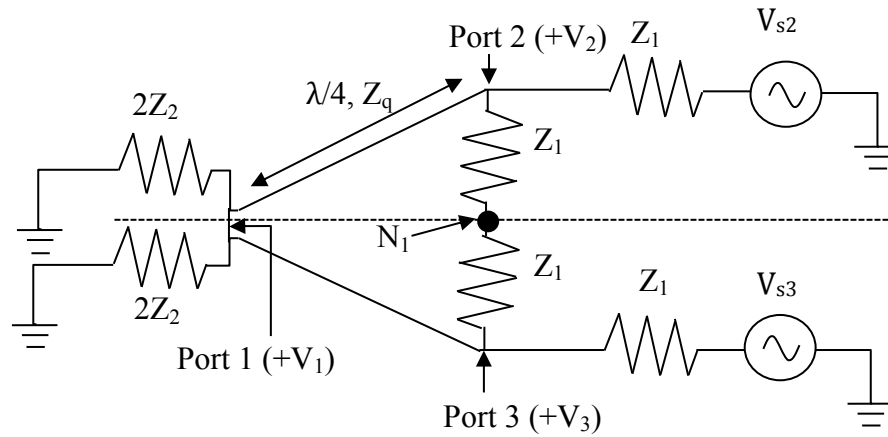 Port 2 (+V₂)
Z₁
Vs2
λ/4, Zq
2Z₂
Z₁
N₁
Z₁
Z₁
Vs3
2Z₂
Port 1 (+V₁)
Port 3 (+V₃)